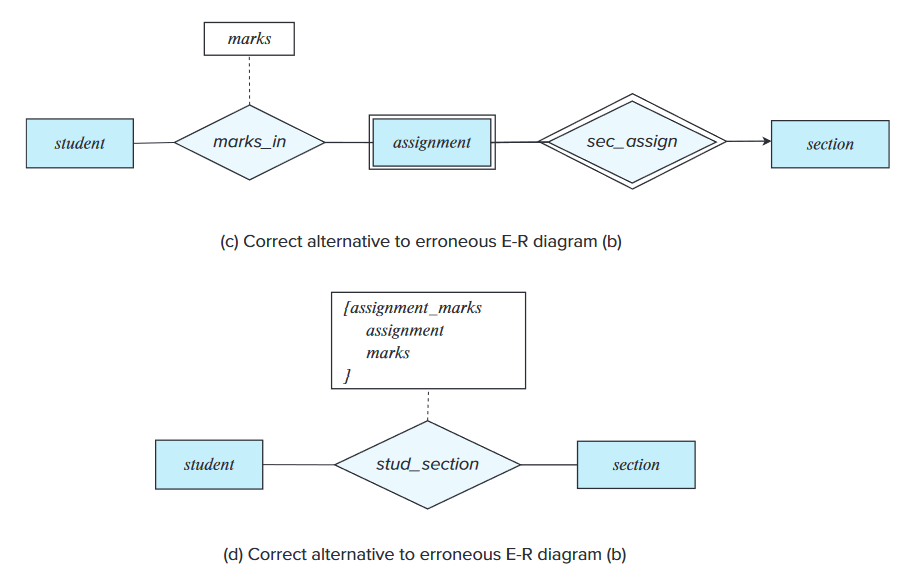 marks
student
marks_in
assignment
sec_assign
section
(c) Correct alternative to erroneous E-R diagram (b)
[assignment_marks
assignment
marks
]
student
stud_section
section
(d) Correct alternative to erroneous E-R diagram (b)